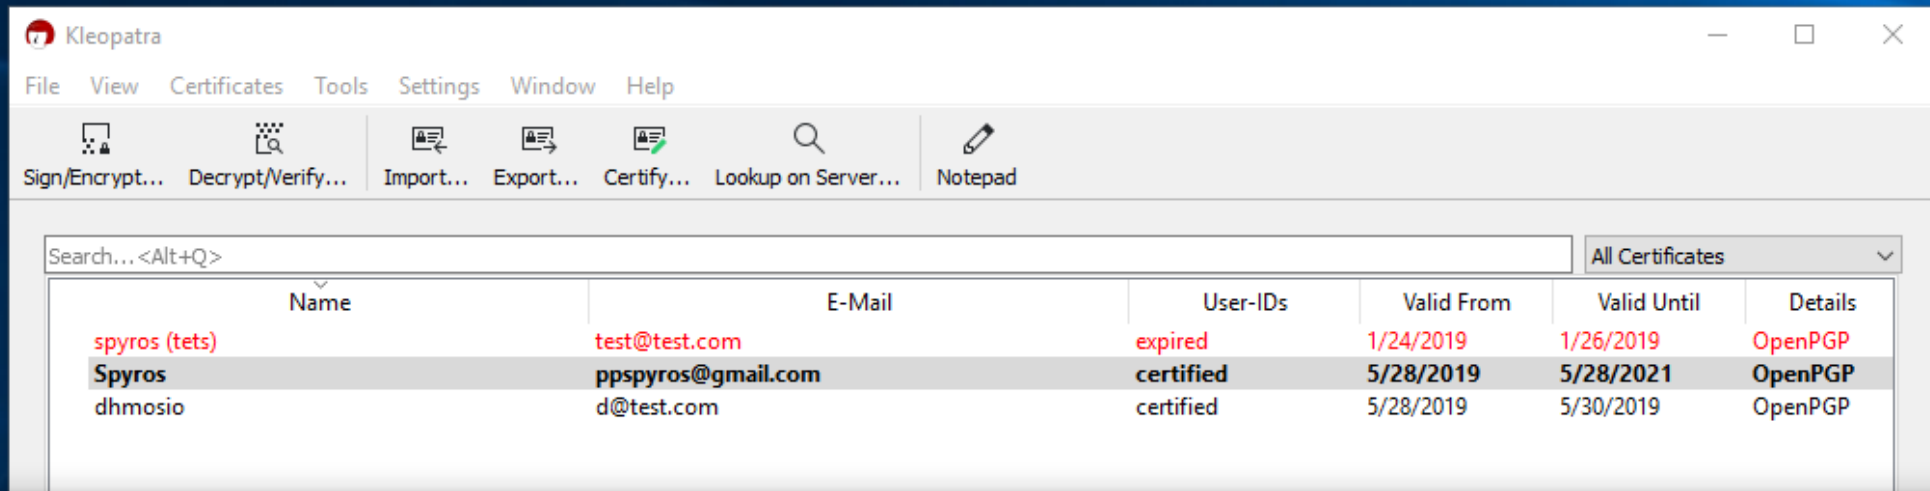 Kleopatra
File View Certificates Tools Settings Window Help
Sign/Encrypt... Decrypt/Verify... Import... Export... Certify... Lookup on Server... Notepad
Search...<Alt+Q> All Certificates
Name E-Mail User-IDs Valid From Valid Until Details
spyros (tets) test@test.com expired 1/24/2019 1/26/2019 OpenPGP
Spyros ppspyros@gmail.com certified 5/28/2019 5/28/2021 OpenPGP
dhmosio d@test.com certified 5/28/2019 5/30/2019 OpenPGP